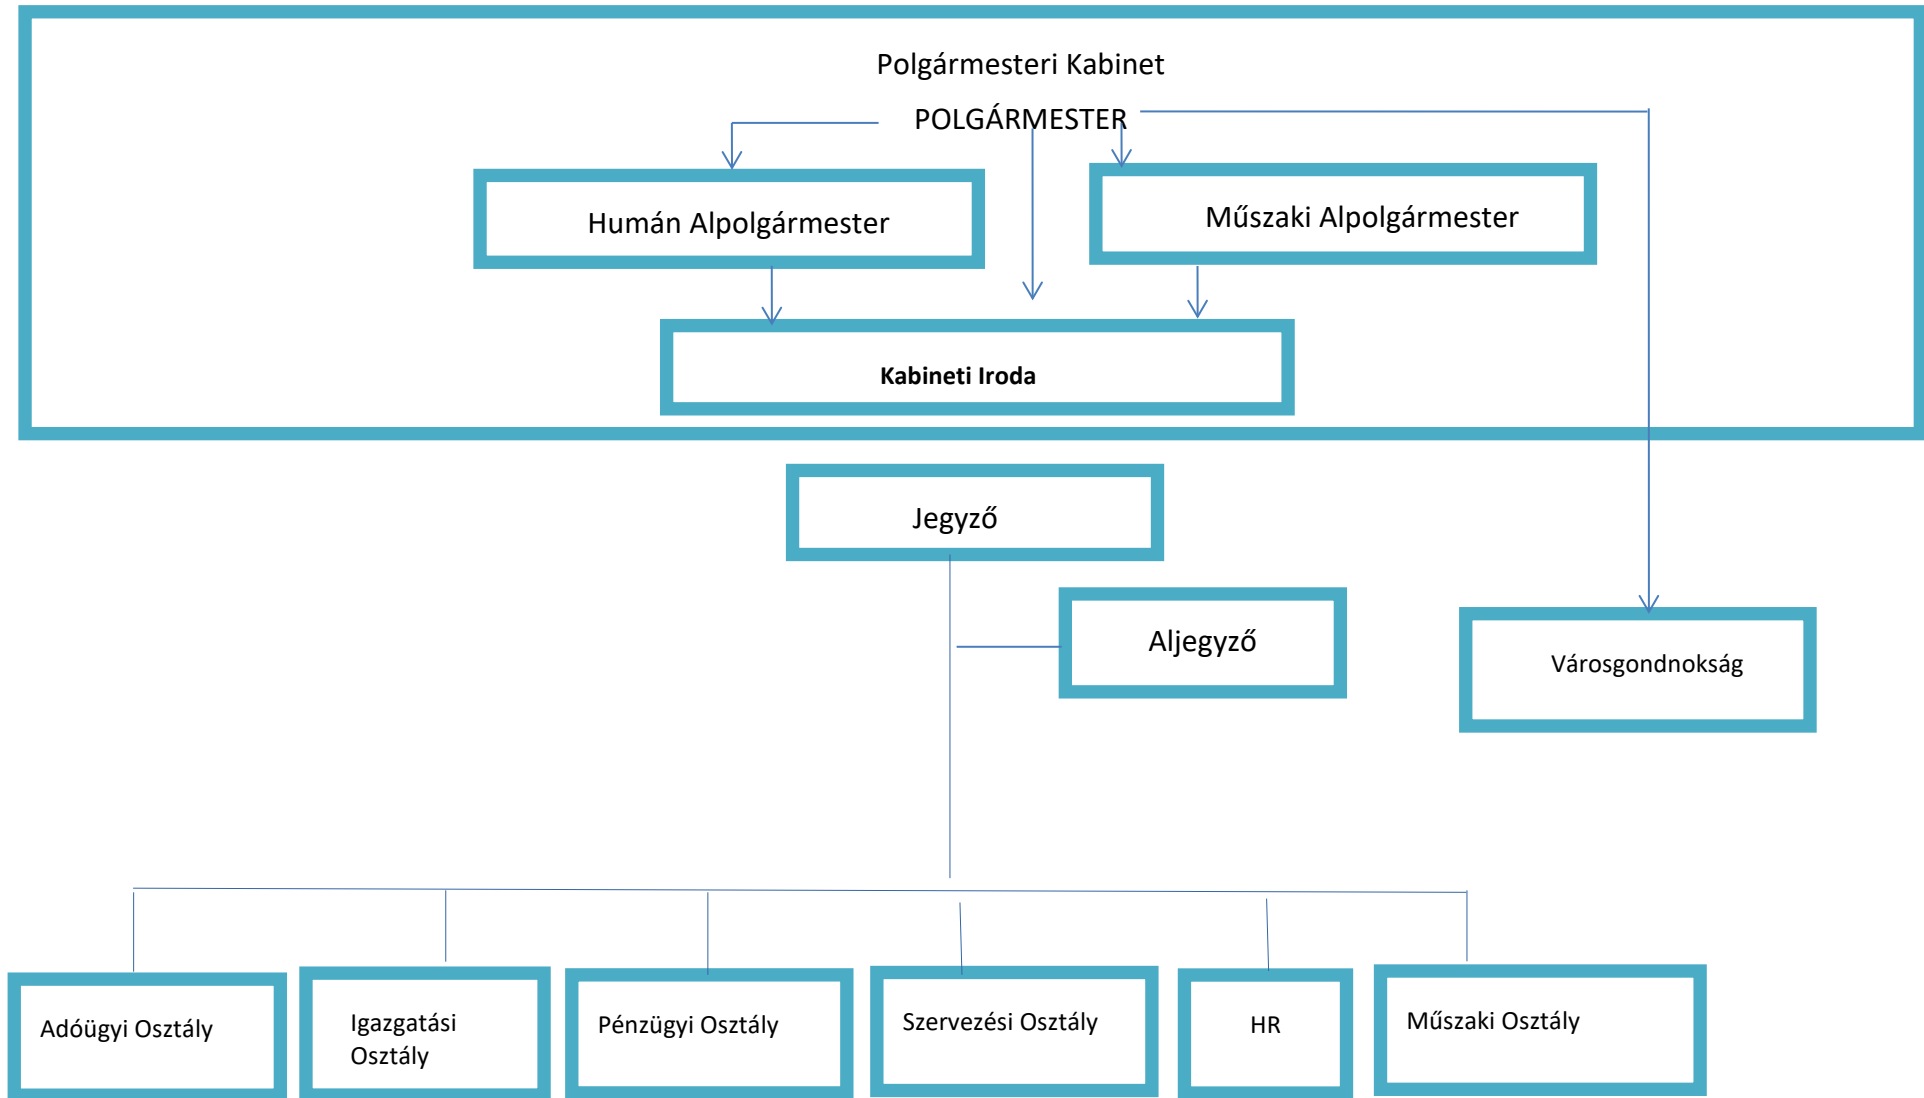 Polgármesteri Kabinet
POLGÁRMESTER
Humán Alpolgármester
Műszaki Alpolgármester
Kabineti Iroda
Jegyző
Aljegyző
Városgondnokság
Adóügyi Osztály
Igazgatási
Osztály
Pénzügyi Osztály
Szervezési Osztály
HR
Műszaki Osztály